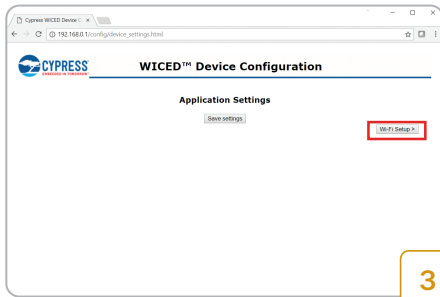 Cypress WICED Device C
192.168.0.1/config/device_settings.html
CYPRESS
EMBEDDED IN TOMORROW™
WICED™ Device Configuration
Application Settings
Save settings
Wi-Fi Setup >
3